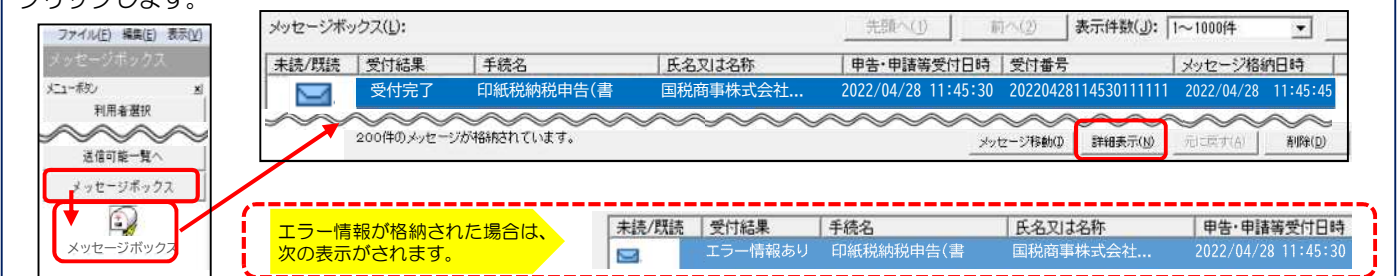 クリックします。
ファイル(F) 編集(E) 表示(V)
メッセージボックス
メニューボタン x
利用者選択
送信可能一覧へ
メッセージボックス
メッセージボックス
メッセージボックス(L): 先頭へ(1) 前へ(2) 表示件数(J): 1～1000件
未読/既読 受付結果 手続名 氏名又は名称 申告・申請等受付日時 受付番号 メッセージ格納日時
受付完了 印紙税納税申告(書 国税商事株式会社... 2022/04/28 11:45:30 20220428114530111111 2022/04/28 11:45:45
200件のメッセージが格納されています。 メッセージ移動(I) 詳細表示(N) 元に戻す(A) 削除(D)
エラー情報が格納された場合は、
次の表示がされます。
未読/既読 受付結果 手続名 氏名又は名称 申告・申請等受付日時
エラー情報あり 印紙税納税申告(書 国税商事株式会社... 2022/04/28 11:45:30